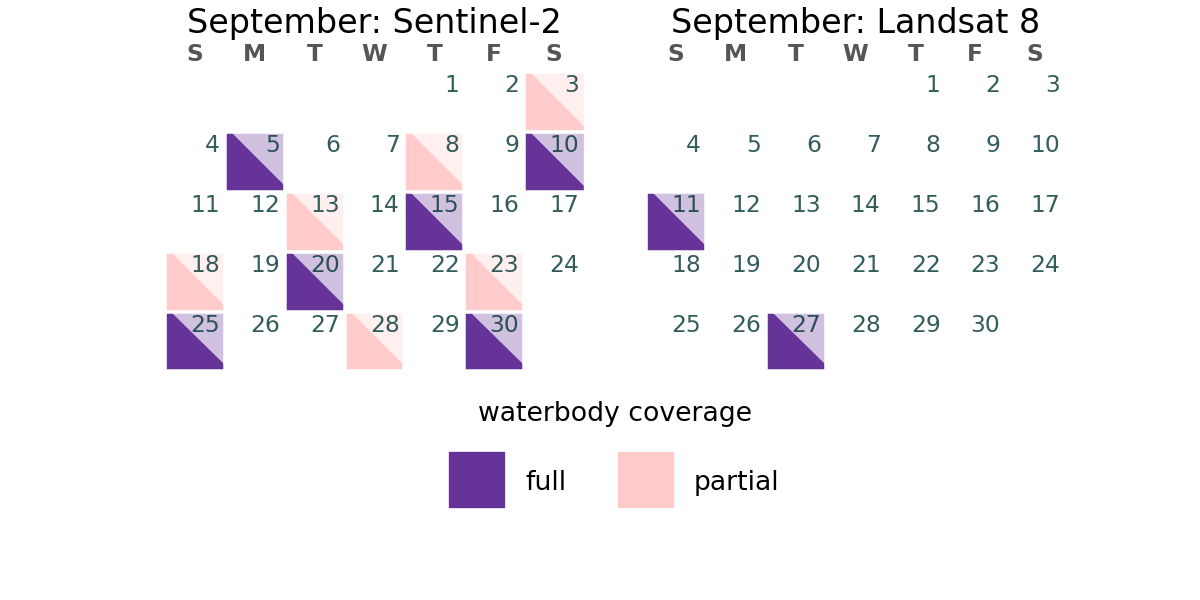 September: Sentinel-2
S M T W T F S
1 2 3
4 5 6 7 8 9 10
11 12 13 14 15 16 17
18 19 20 21 22 23 24
25 26 27 28 29 30
September: Landsat 8
S M T W T F S
1 2 3
4 5 6 7 8 9 10
11 12 13 14 15 16 17
18 19 20 21 22 23 24
25 26 27 28 29 30
waterbody coverage
full partial